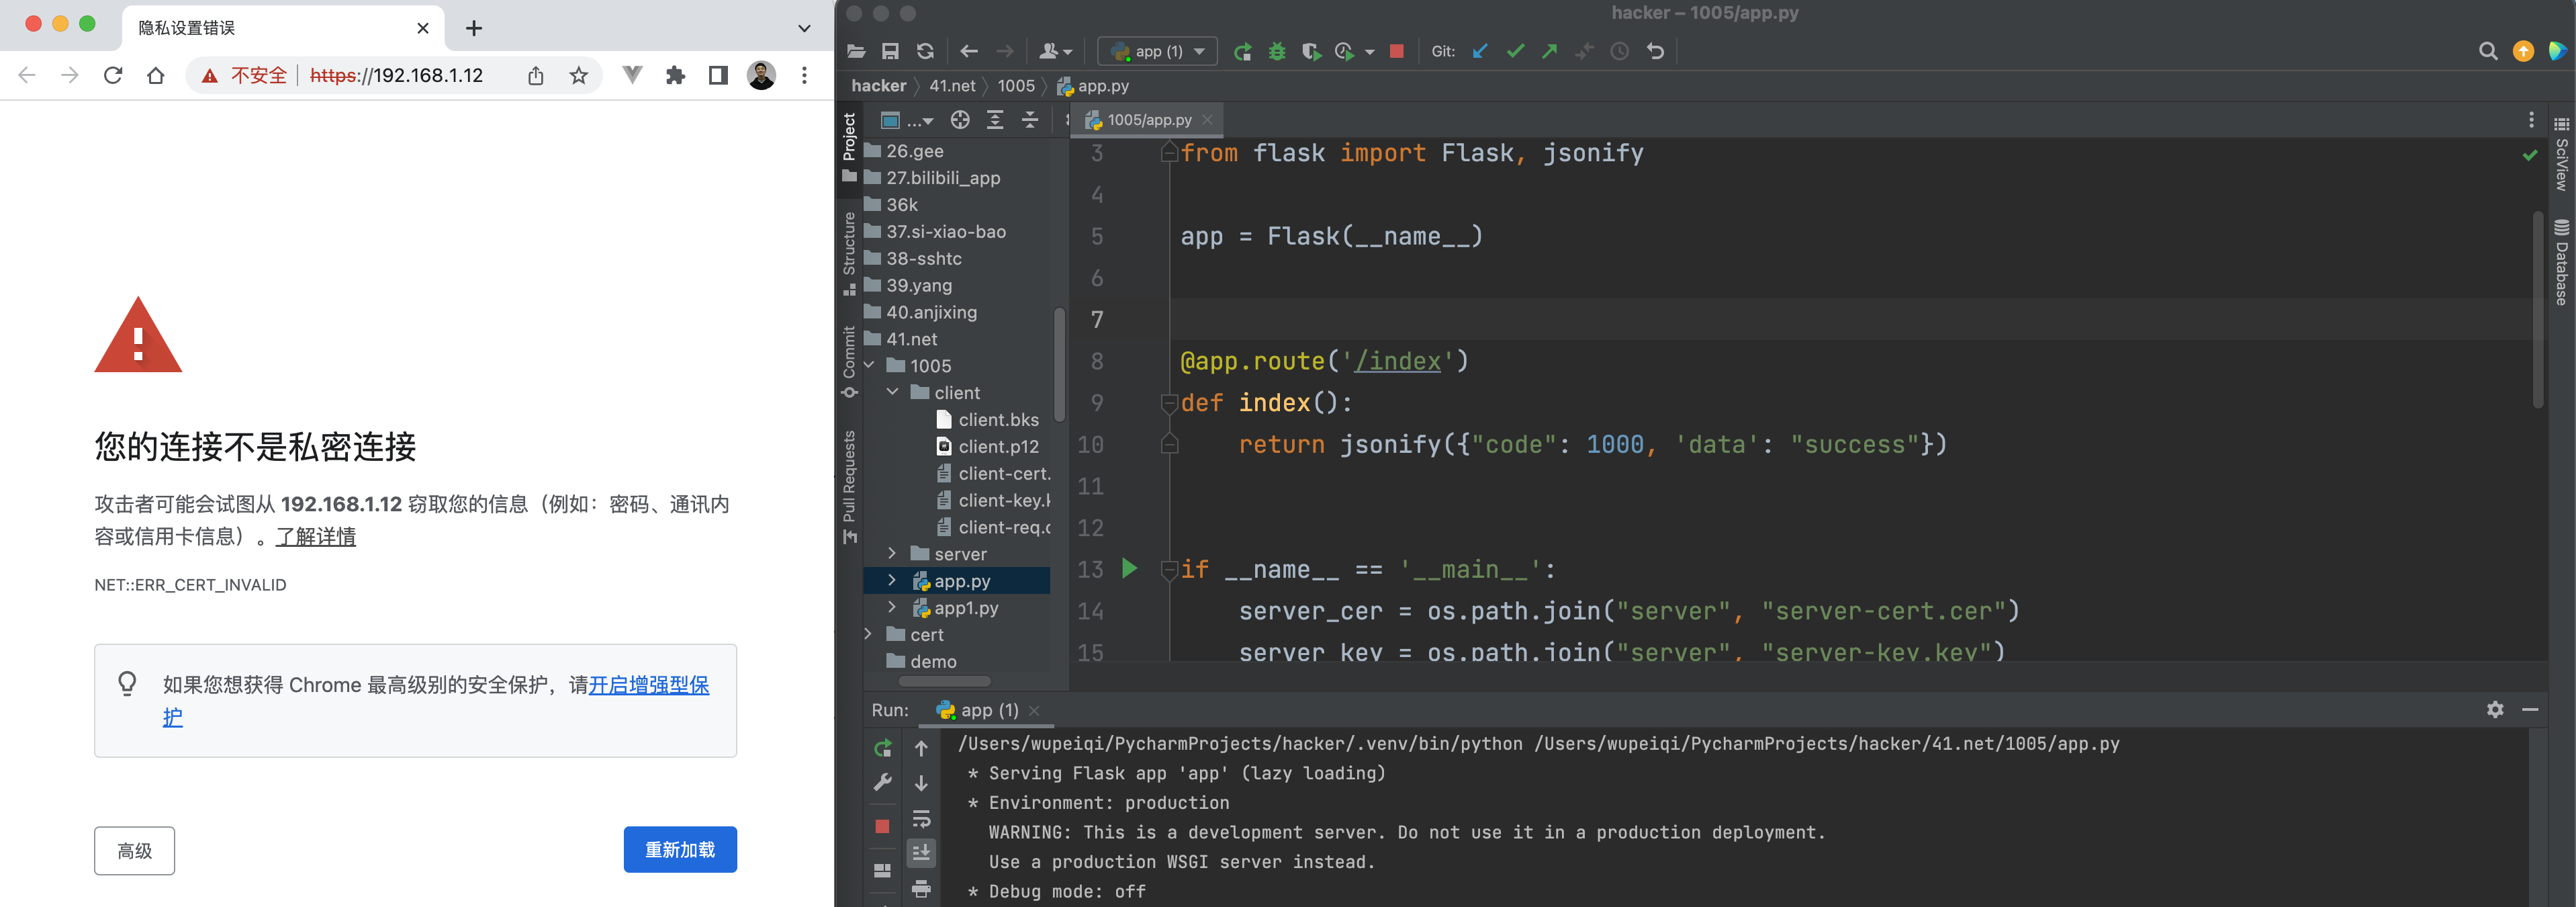 隐私设置错误
不安全
https://192.168.1.12
您的连接不是私密连接
攻击者可能会试图从 192.168.1.12 窃取您的信息（例如：密码、通讯内
容或信用卡信息）。了解详情
NET::ERR_CERT_INVALID
如果您想获得 Chrome 最高级别的安全保护，请开启增强型保
护
高级
重新加载
hacker – 1005/app.py
app (1)
Git:
hacker
41.net
1005
app.py
Project
Structure
Commit
Pull Requests
...
26.gee
27.bilibili_app
36k
37.si-xiao-bao
38-sshtc
39.yang
40.anjixing
41.net
1005
client
client.bks
client.p12
client-cert.
client-key.k
client-req.c
server
app.py
app1.py
cert
demo
1005/app.py
3 from flask import Flask, jsonify
4
5 app = Flask(__name__)
6
7
8 @app.route('/index')
9 def index():
10 return jsonify({"code": 1000, 'data': "success"})
11
12
13 if __name__ == '__main__':
14 server_cer = os.path.join("server", "server-cert.cer")
15 server_key = os.path.join("server", "server-key.key")
SciView
Database
Run:
app (1)
/Users/wupeiqi/PycharmProjects/hacker/.venv/bin/python /Users/wupeiqi/PycharmProjects/hacker/41.net/1005/app.py
* Serving Flask app 'app' (lazy loading)
* Environment: production
WARNING: This is a development server. Do not use it in a production deployment.
Use a production WSGI server instead.
* Debug mode: off